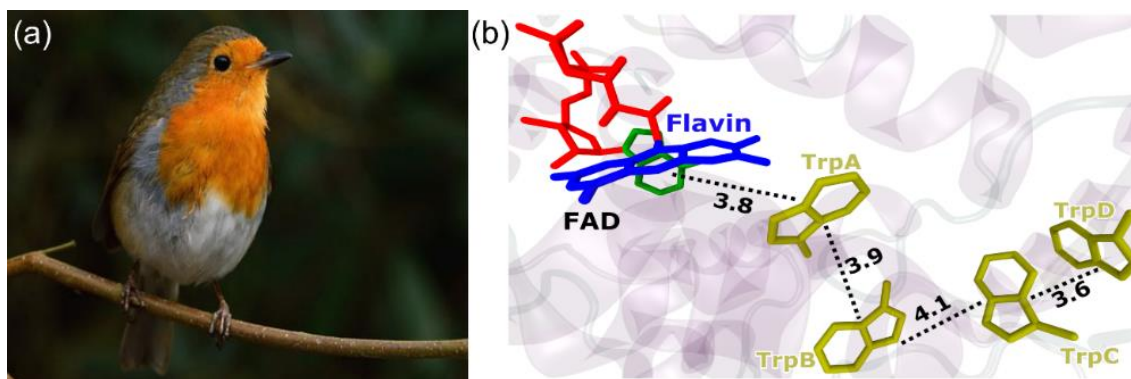 (a)
(b)
Flavin
TrpA
FAD
3.8
TrpD
3.9
4.1
3.6
TrpB
TrpC